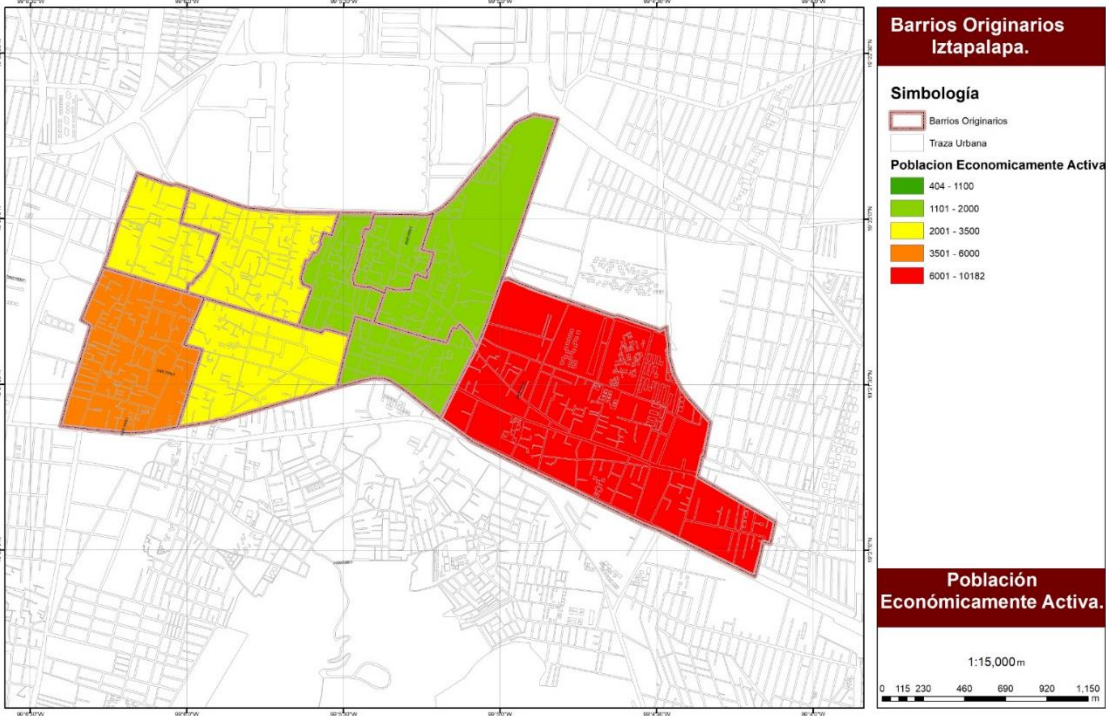 Barrios Originarios
Iztapalapa.
Simbología
Barrios Originarios
Traza Urbana
Poblacion Economicamente Activa
404 - 1100
1101 - 2000
2001 - 3500
3501 - 6000
6001 - 10182
Población
Económicamente Activa.
1:15,000 m
0 115 230 460 690 920 1,150
m